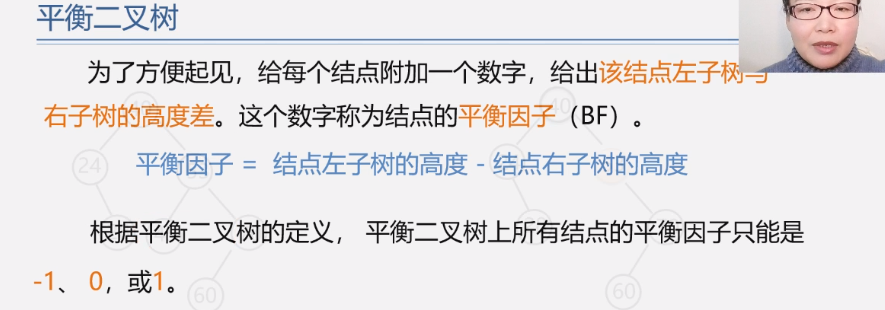 平衡二叉树
为了方便起见，给每个结点附加一个数字，给出该结点左子树与
右子树的高度差。这个数字称为结点的平衡因子（BF）。
40
24
平衡因子 = 结点左子树的高度 - 结点右子树的高度
根据平衡二叉树的定义， 平衡二叉树上所有结点的平衡因子只能是
-1、 0，或1。
60
60